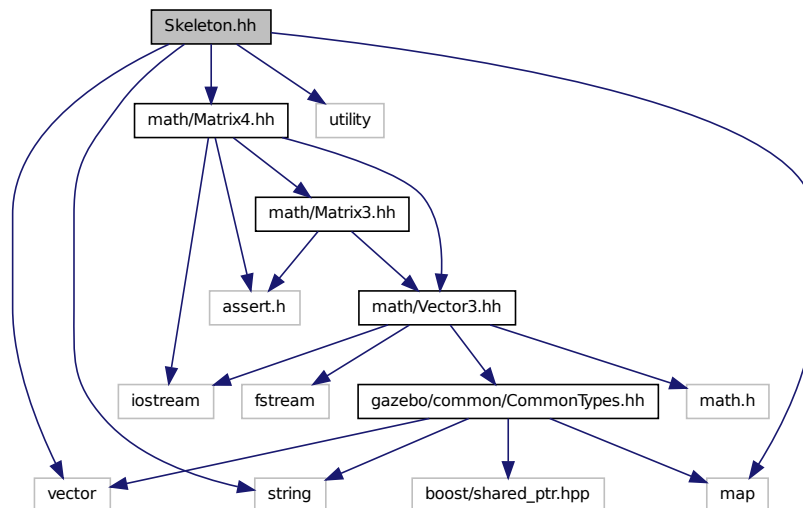 Skeleton.hh
math/Matrix4.hh
utility
math/Matrix3.hh
assert.h
math/Vector3.hh
iostream
fstream
gazebo/common/CommonTypes.hh
math.h
vector
string
boost/shared_ptr.hpp
map